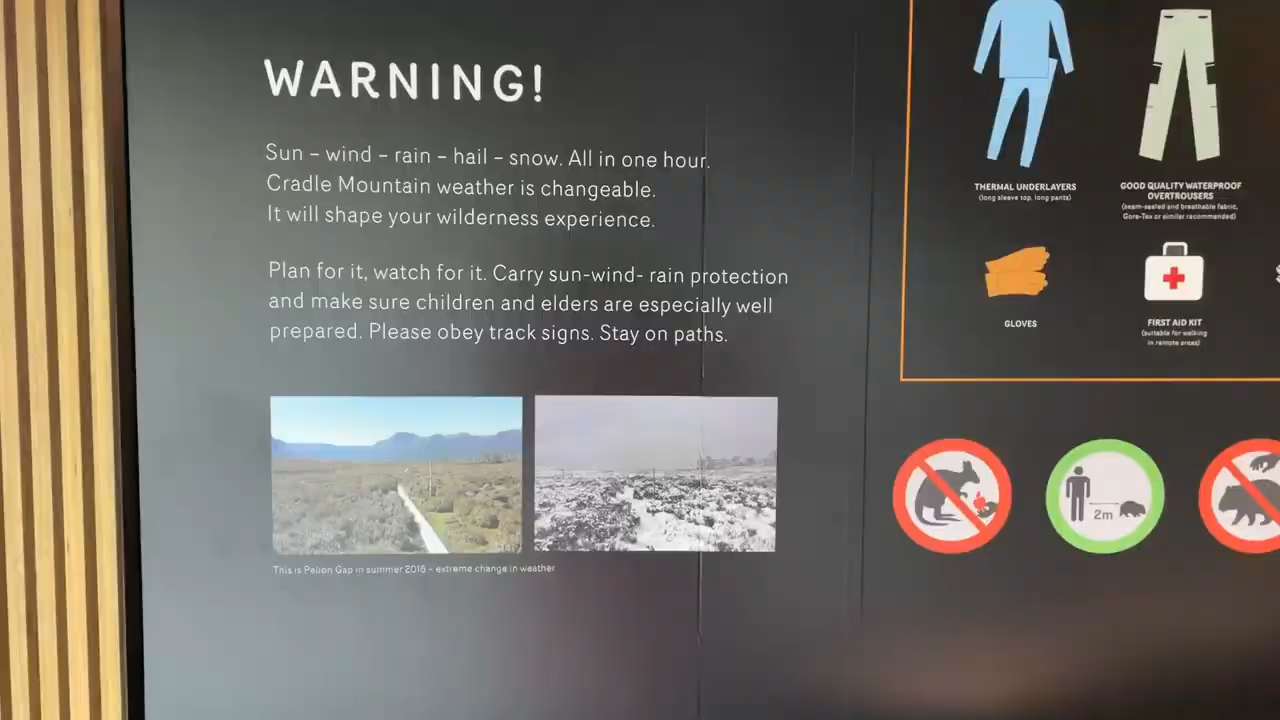 WARNING!
Sun – wind – rain – hail – snow. All in one hour.
Cradle Mountain weather is changeable.
It will shape your wilderness experience.
Plan for it, watch for it. Carry sun-wind- rain protection
and make sure children and elders are especially well
prepared. Please obey track signs. Stay on paths.
This is Pelion Gap in summer 2016 – extreme change in weather
THERMAL UNDERLAYERS
(long sleeve top, long pants)
GOOD QUALITY WATERPROOF
OVERTROUSERS
(seam-sealed and breathable fabric,
Gore-Tex or similar recommended)
GLOVES
FIRST AID KIT
(suitable for walking
in remote areas)
2m